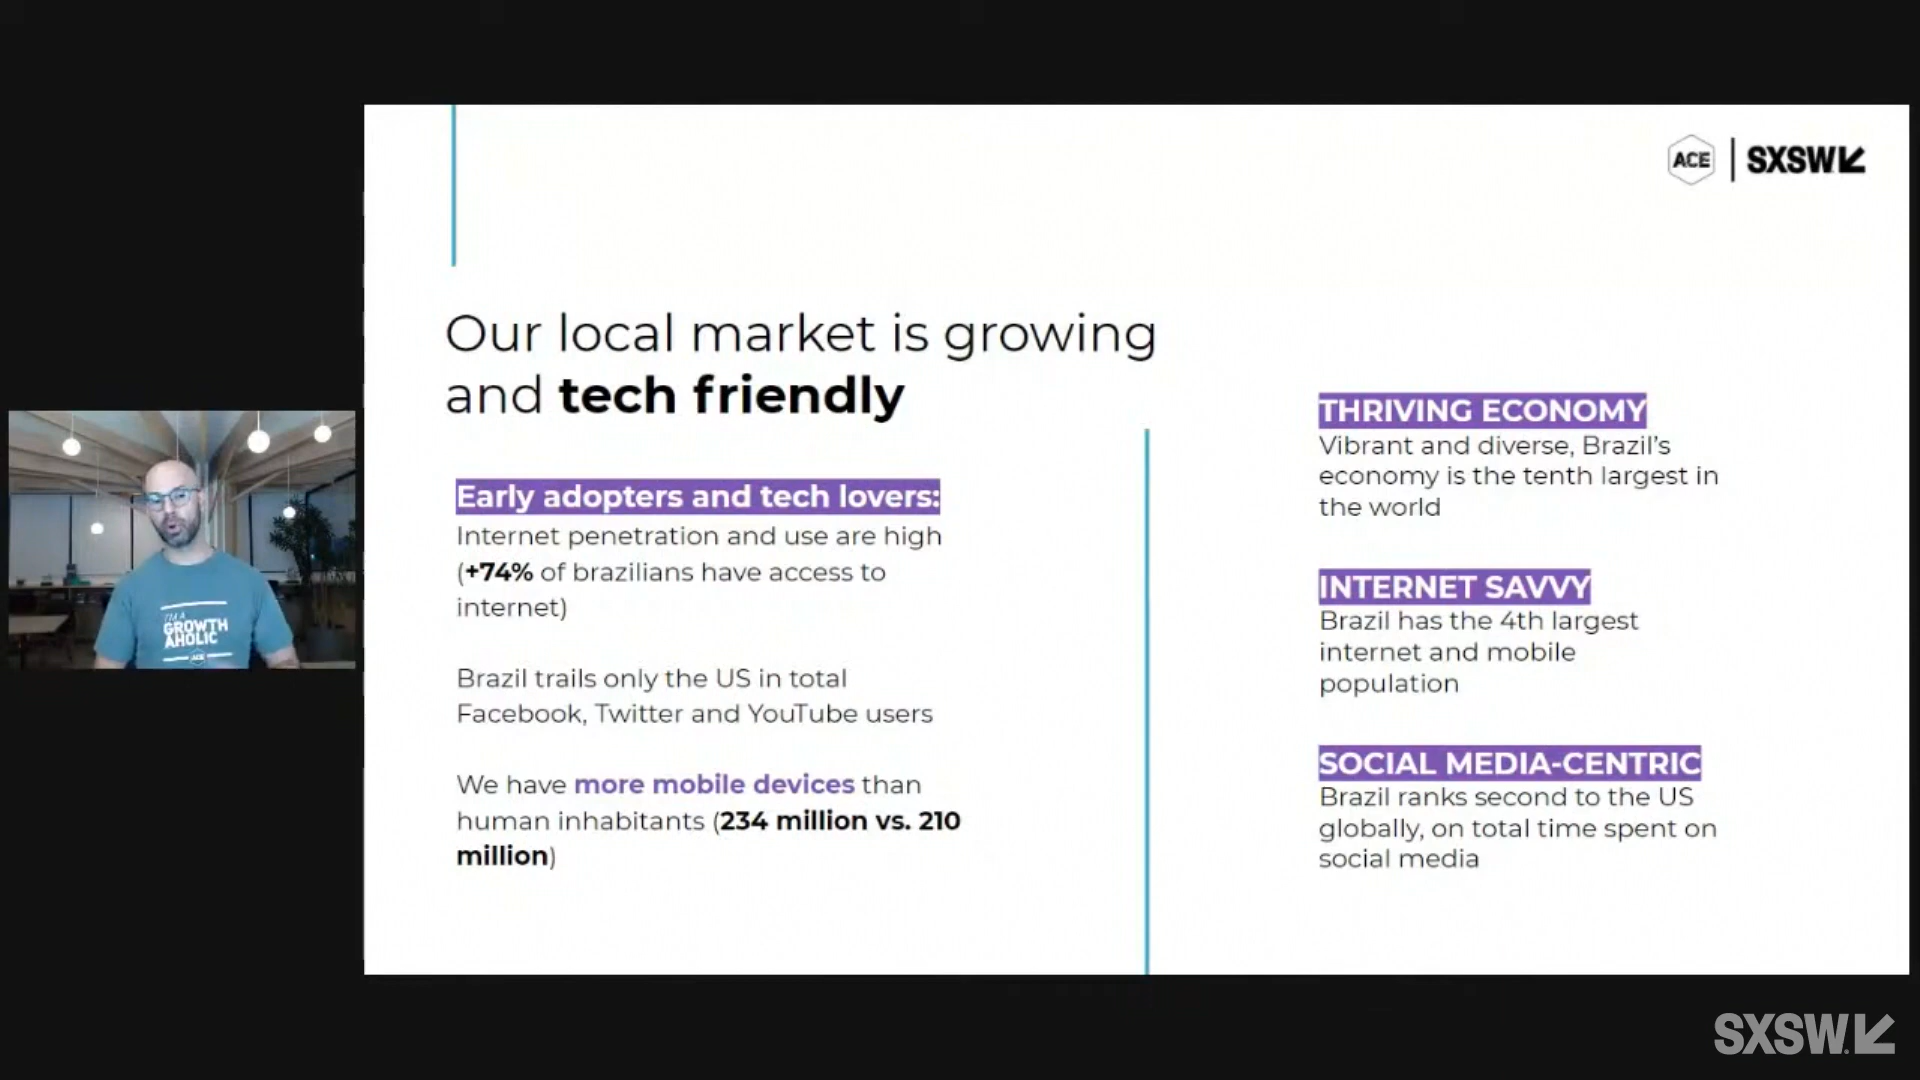 ACE | SXSW
Our local market is growing
and tech friendly
Early adopters and tech lovers:
Internet penetration and use are high
(+74% of brazilians have access to
internet)
Brazil trails only the US in total
Facebook, Twitter and YouTube users
We have more mobile devices than
human inhabitants (234 million vs. 210
million)
THRIVING ECONOMY
Vibrant and diverse, Brazil's
economy is the tenth largest in
the world
INTERNET SAVVY
Brazil has the 4th largest
internet and mobile
population
SOCIAL MEDIA-CENTRIC
Brazil ranks second to the US
globally, on total time spent on
social media
I'M A
GROWTH
AHOLIC
ACE
SXSW.